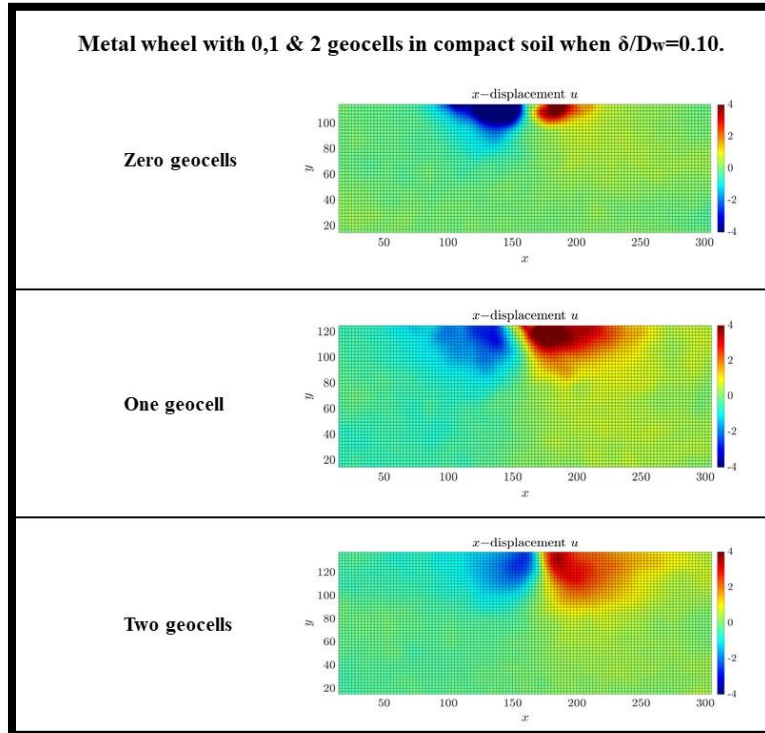 Metal wheel with 0,1 & 2 geocells in compact soil when δ/Dw=0.10.
Zero geocells
x−displacement u
100
80
60
40
20
y
50 100 150 200 250 300
x
4
2
0
-2
-4
One geocell
x−displacement u
120
100
80
60
40
20
y
50 100 150 200 250 300
x
4
2
0
-2
-4
Two geocells
x−displacement u
120
100
80
60
40
20
y
50 100 150 200 250 300
x
4
2
0
-2
-4